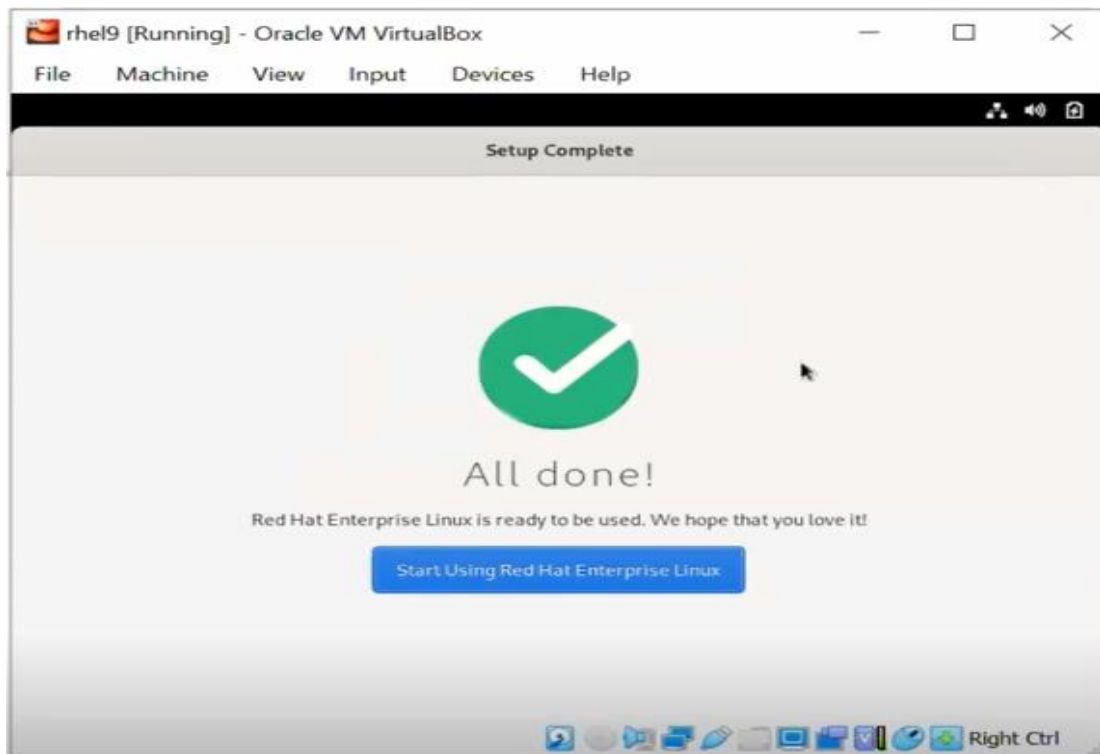 rhel9 [Running] - Oracle VM VirtualBox
File Machine View Input Devices Help
Setup Complete
All done!
Red Hat Enterprise Linux is ready to be used. We hope that you love it!
Start Using Red Hat Enterprise Linux
Right Ctrl